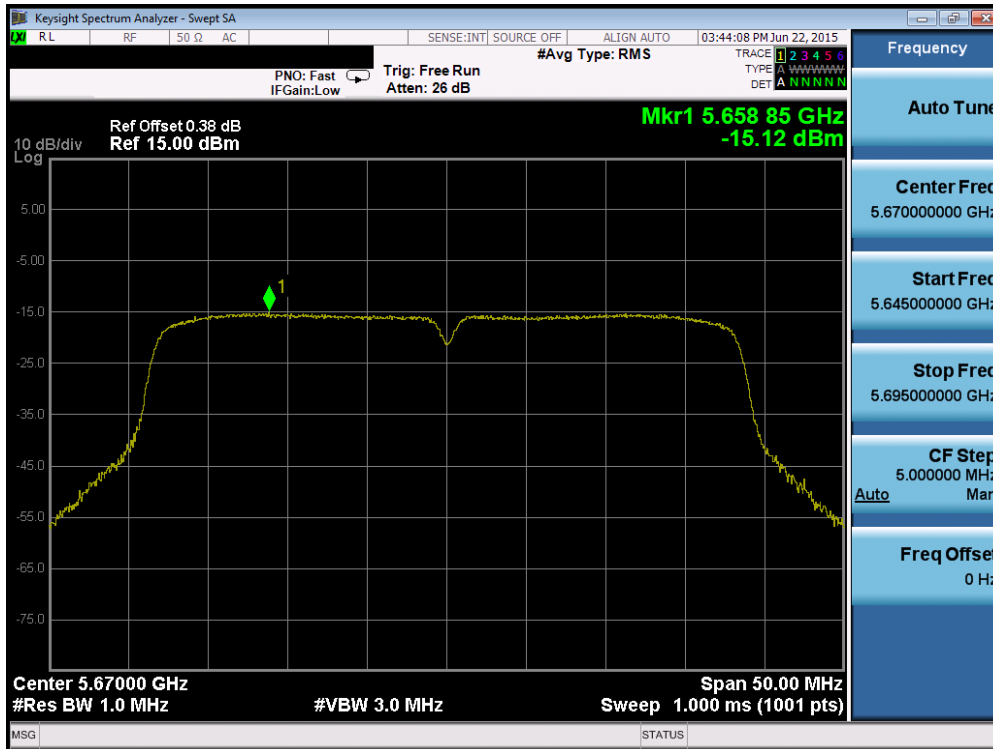 Keysight Spectrum Analyzer - Swept SA
LXI RL RF 50 Ω AC SENSE:INT SOURCE OFF ALIGN AUTO 03:44:08 PM Jun 22, 2015
#Avg Type: RMS TRACE 1 2 3 4 5 6
PNO: Fast Trig: Free Run TYPE A WWWWW
IFGain:Low Atten: 26 dB DET A N N N N N
Frequency
Mkr1 5.658 85 GHz
-15.12 dBm
Ref Offset 0.38 dB
10 dB/div Ref 15.00 dBm
Log
5.00
-5.00
-15.0
-25.0
-35.0
-45.0
-55.0
-65.0
-75.0
1
Center 5.67000 GHz Span 50.00 MHz
#Res BW 1.0 MHz #VBW 3.0 MHz Sweep 1.000 ms (1001 pts)
Auto Tune
Center Freq
5.670000000 GHz
Start Freq
5.645000000 GHz
Stop Freq
5.695000000 GHz
CF Step
5.000000 MHz
Auto Man
Freq Offset
0 Hz
MSG STATUS